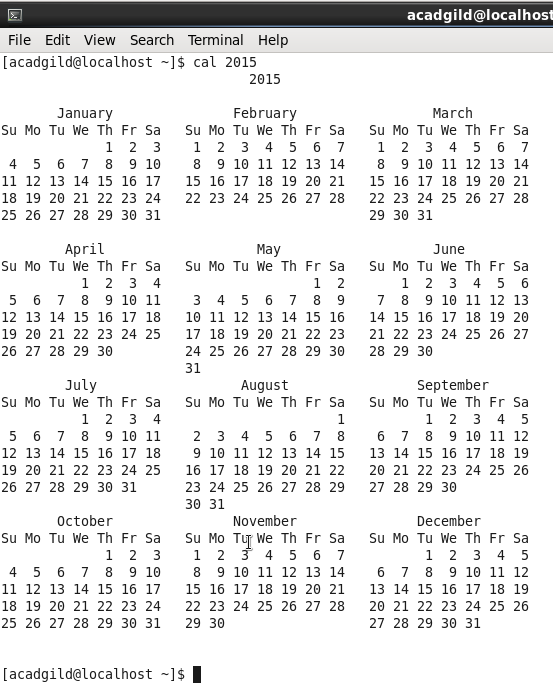 acadgild@localhost
File Edit View Search Terminal Help
[acadgild@localhost ~]$ cal 2015
                               2015

       January               February                 March
Su Mo Tu We Th Fr Sa   Su Mo Tu We Th Fr Sa   Su Mo Tu We Th Fr Sa
             1  2  3    1  2  3  4  5  6  7    1  2  3  4  5  6  7
 4  5  6  7  8  9 10    8  9 10 11 12 13 14    8  9 10 11 12 13 14
11 12 13 14 15 16 17   15 16 17 18 19 20 21   15 16 17 18 19 20 21
18 19 20 21 22 23 24   22 23 24 25 26 27 28   22 23 24 25 26 27 28
25 26 27 28 29 30 31                          29 30 31

        April                   May                   June
Su Mo Tu We Th Fr Sa   Su Mo Tu We Th Fr Sa   Su Mo Tu We Th Fr Sa
          1  2  3  4                   1  2       1  2  3  4  5  6
 5  6  7  8  9 10 11    3  4  5  6  7  8  9    7  8  9 10 11 12 13
12 13 14 15 16 17 18   10 11 12 13 14 15 16   14 15 16 17 18 19 20
19 20 21 22 23 24 25   17 18 19 20 21 22 23   21 22 23 24 25 26 27
26 27 28 29 30         24 25 26 27 28 29 30   28 29 30
                       31
        July                  August                September
Su Mo Tu We Th Fr Sa   Su Mo Tu We Th Fr Sa   Su Mo Tu We Th Fr Sa
          1  2  3  4                      1          1  2  3  4  5
 5  6  7  8  9 10 11    2  3  4  5  6  7  8    6  7  8  9 10 11 12
12 13 14 15 16 17 18    9 10 11 12 13 14 15   13 14 15 16 17 18 19
19 20 21 22 23 24 25   16 17 18 19 20 21 22   20 21 22 23 24 25 26
26 27 28 29 30 31      23 24 25 26 27 28 29   27 28 29 30
                       30 31
       October               November               December
Su Mo Tu We Th Fr Sa   Su Mo Tu We Th Fr Sa   Su Mo Tu We Th Fr Sa
             1  2  3    1  2  3  4  5  6  7          1  2  3  4  5
 4  5  6  7  8  9 10    8  9 10 11 12 13 14    6  7  8  9 10 11 12
11 12 13 14 15 16 17   15 16 17 18 19 20 21   13 14 15 16 17 18 19
18 19 20 21 22 23 24   22 23 24 25 26 27 28   20 21 22 23 24 25 26
25 26 27 28 29 30 31   29 30                  27 28 29 30 31

[acadgild@localhost ~]$